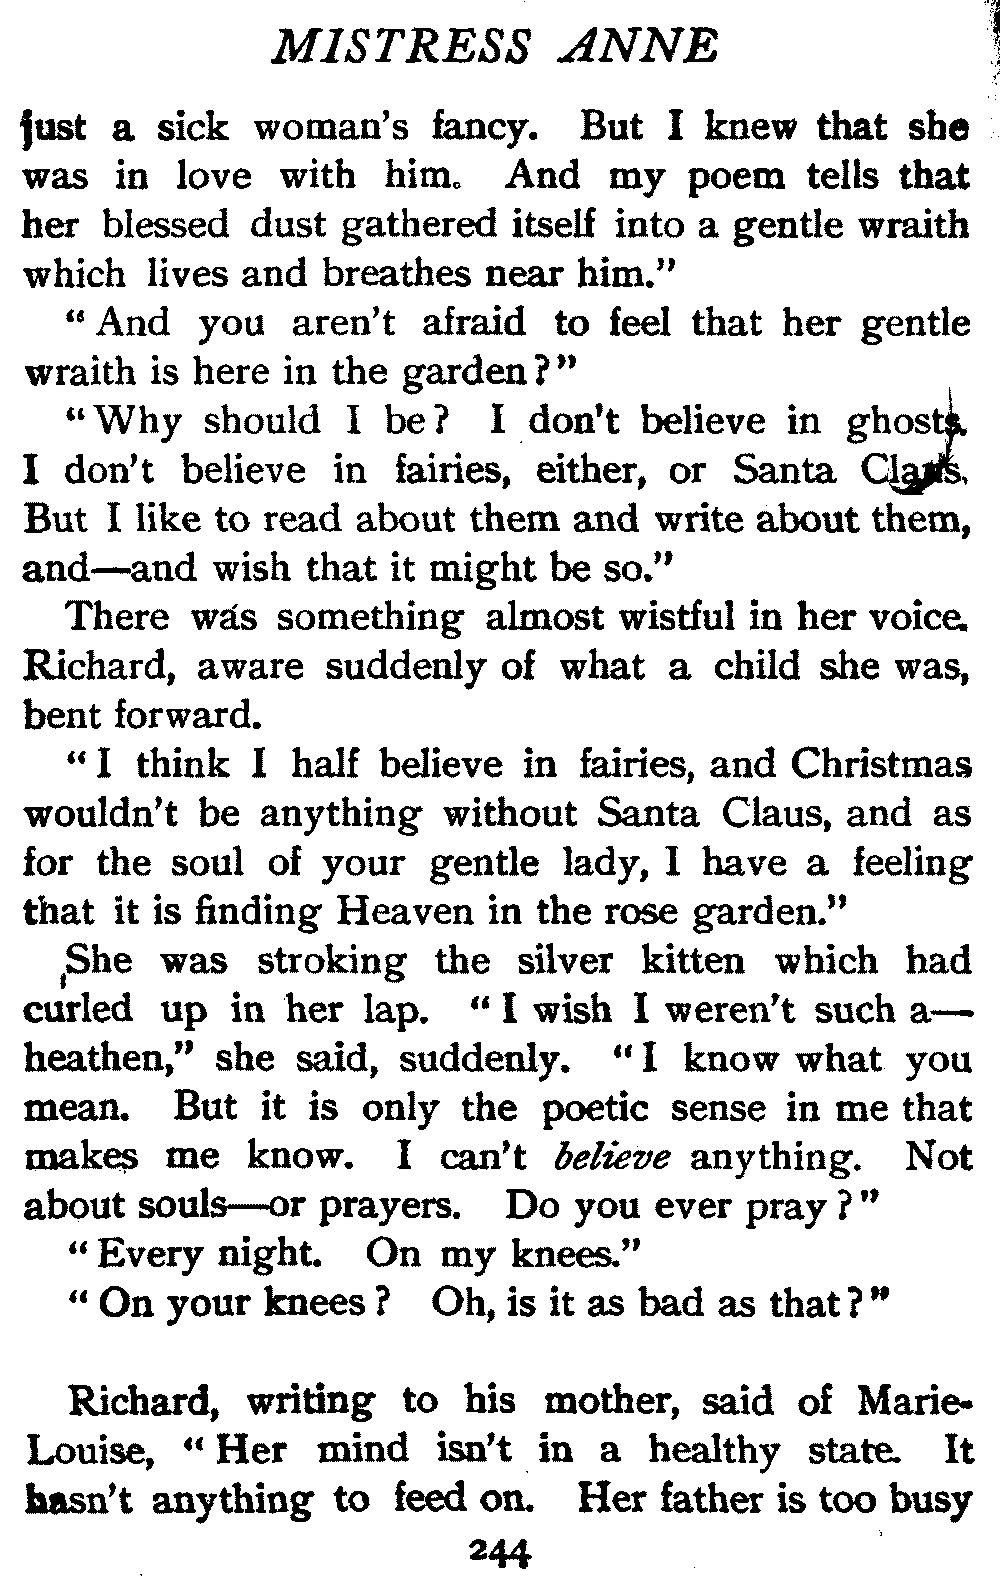 MISTRESS ANNE
just a sick woman's fancy. But I knew that she
was in love with him. And my poem tells that
her blessed dust gathered itself into a gentle wraith
which lives and breathes near him."
"And you aren't afraid to feel that her gentle
wraith is here in the garden?"
"Why should I be? I don't believe in ghosts.
I don't believe in fairies, either, or Santa Claus.
But I like to read about them and write about them,
and—and wish that it might be so."
There was something almost wistful in her voice.
Richard, aware suddenly of what a child she was,
bent forward.
"I think I half believe in fairies, and Christmas
wouldn't be anything without Santa Claus, and as
for the soul of your gentle lady, I have a feeling
that it is finding Heaven in the rose garden."
She was stroking the silver kitten which had
curled up in her lap. "I wish I weren't such a—
heathen," she said, suddenly. "I know what you
mean. But it is only the poetic sense in me that
makes me know. I can't believe anything. Not
about souls—or prayers. Do you ever pray?"
"Every night. On my knees."
"On your knees? Oh, is it as bad as that?"
Richard, writing to his mother, said of Marie-
Louise, "Her mind isn't in a healthy state. It
hasn't anything to feed on. Her father is too busy
244